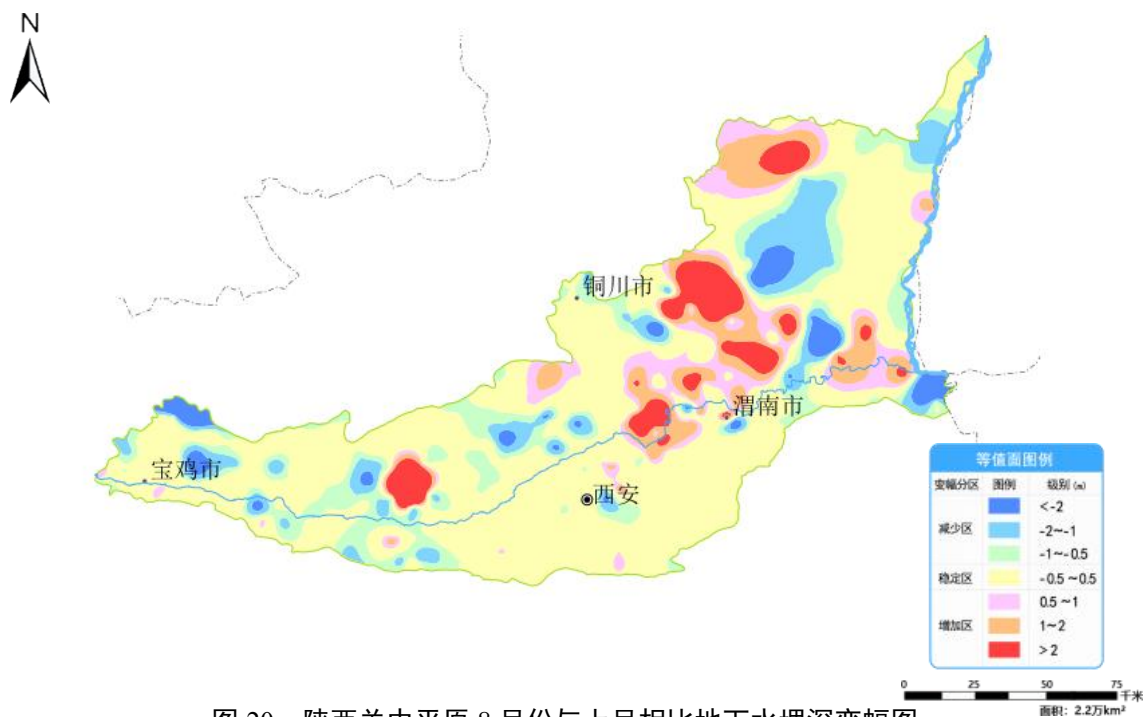 N
铜川市
渭南市
宝鸡市
西安
等值面图例
变幅分区 图例 级别 (m)
减少区
<-2
-2~-1
-1~-0.5
稳定区 -0.5~0.5
增加区
0.5~1
1~2
>2
0 25 50 75
千米
面积：2.2万km²
图 20 陕西关中平原 8 月份与上月相比地下水埋深变幅图